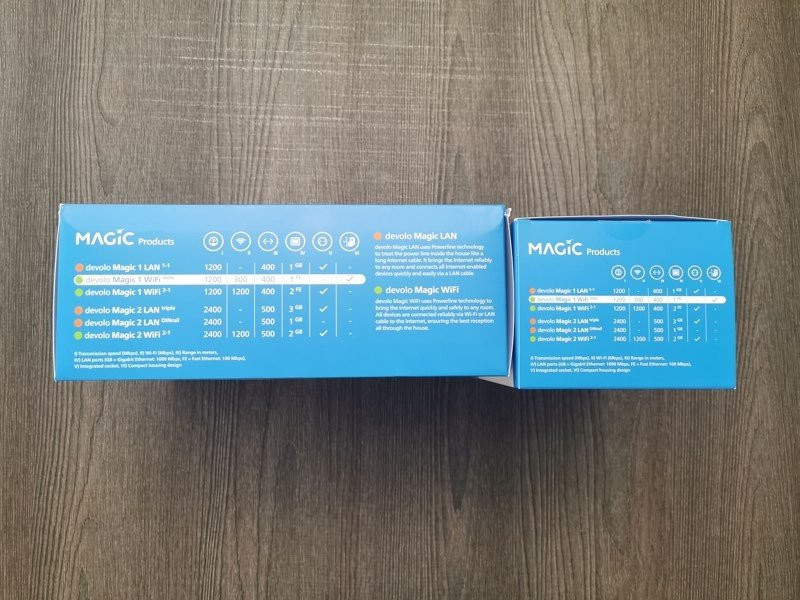 MAGIC Products
I II III IV V VI
devolo Magic 1 LAN 1-1 1200 - 400 1 GB ✓ -
devolo Magic 1 WiFi mini 1200 300 400 1 FE - ✓
devolo Magic 1 WiFi 2-1 1200 1200 400 2 FE ✓ -
devolo Magic 2 LAN triple 2400 - 500 3 GB ✓ -
devolo Magic 2 LAN DINrail 2400 - 500 1 GB - -
devolo Magic 2 WiFi 2-1 2400 1200 500 2 GB ✓ -
I) Transmission speed (Mbps), II) Wi-Fi (Mbps), III) Range in meters,
IV) LAN ports (GB = Gigabit Ethernet: 1000 Mbps, FE = Fast Ethernet: 100 Mbps),
V) Integrated socket, VI) Compact housing design
devolo Magic LAN
devolo Magic LAN uses Powerline technology
to treat the power line inside the house like a
long Internet cable. It brings the Internet reliably
to any room and connects all Internet-enabled
devices quickly and easily via a LAN cable.
devolo Magic WiFi
devolo Magic WiFi uses Powerline technology to
bring the Internet quickly and safely to any room.
All devices are connected reliably via Wi-Fi or LAN
cable to the Internet, ensuring the best reception
all through the house.
MAGIC Products
devolo Magic 1 LAN 1-1 1200 - 400 1 GB ✓ -
devolo Magic 1 WiFi mini 1200 300 400 1 FE - ✓
devolo Magic 1 WiFi 2-1 1200 1200 400 2 FE ✓ -
devolo Magic 2 LAN triple 2400 - 500 3 GB ✓ -
devolo Magic 2 LAN DINrail 2400 - 500 1 GB - -
devolo Magic 2 WiFi 2-1 2400 1200 500 2 GB ✓ -
I) Transmission speed (Mbps), II) Wi-Fi (Mbps), III) Range in meters,
IV) LAN ports (GB = Gigabit Ethernet: 1000 Mbps, FE = Fast Ethernet: 100 Mbps),
V) Integrated socket, VI) Compact housing design